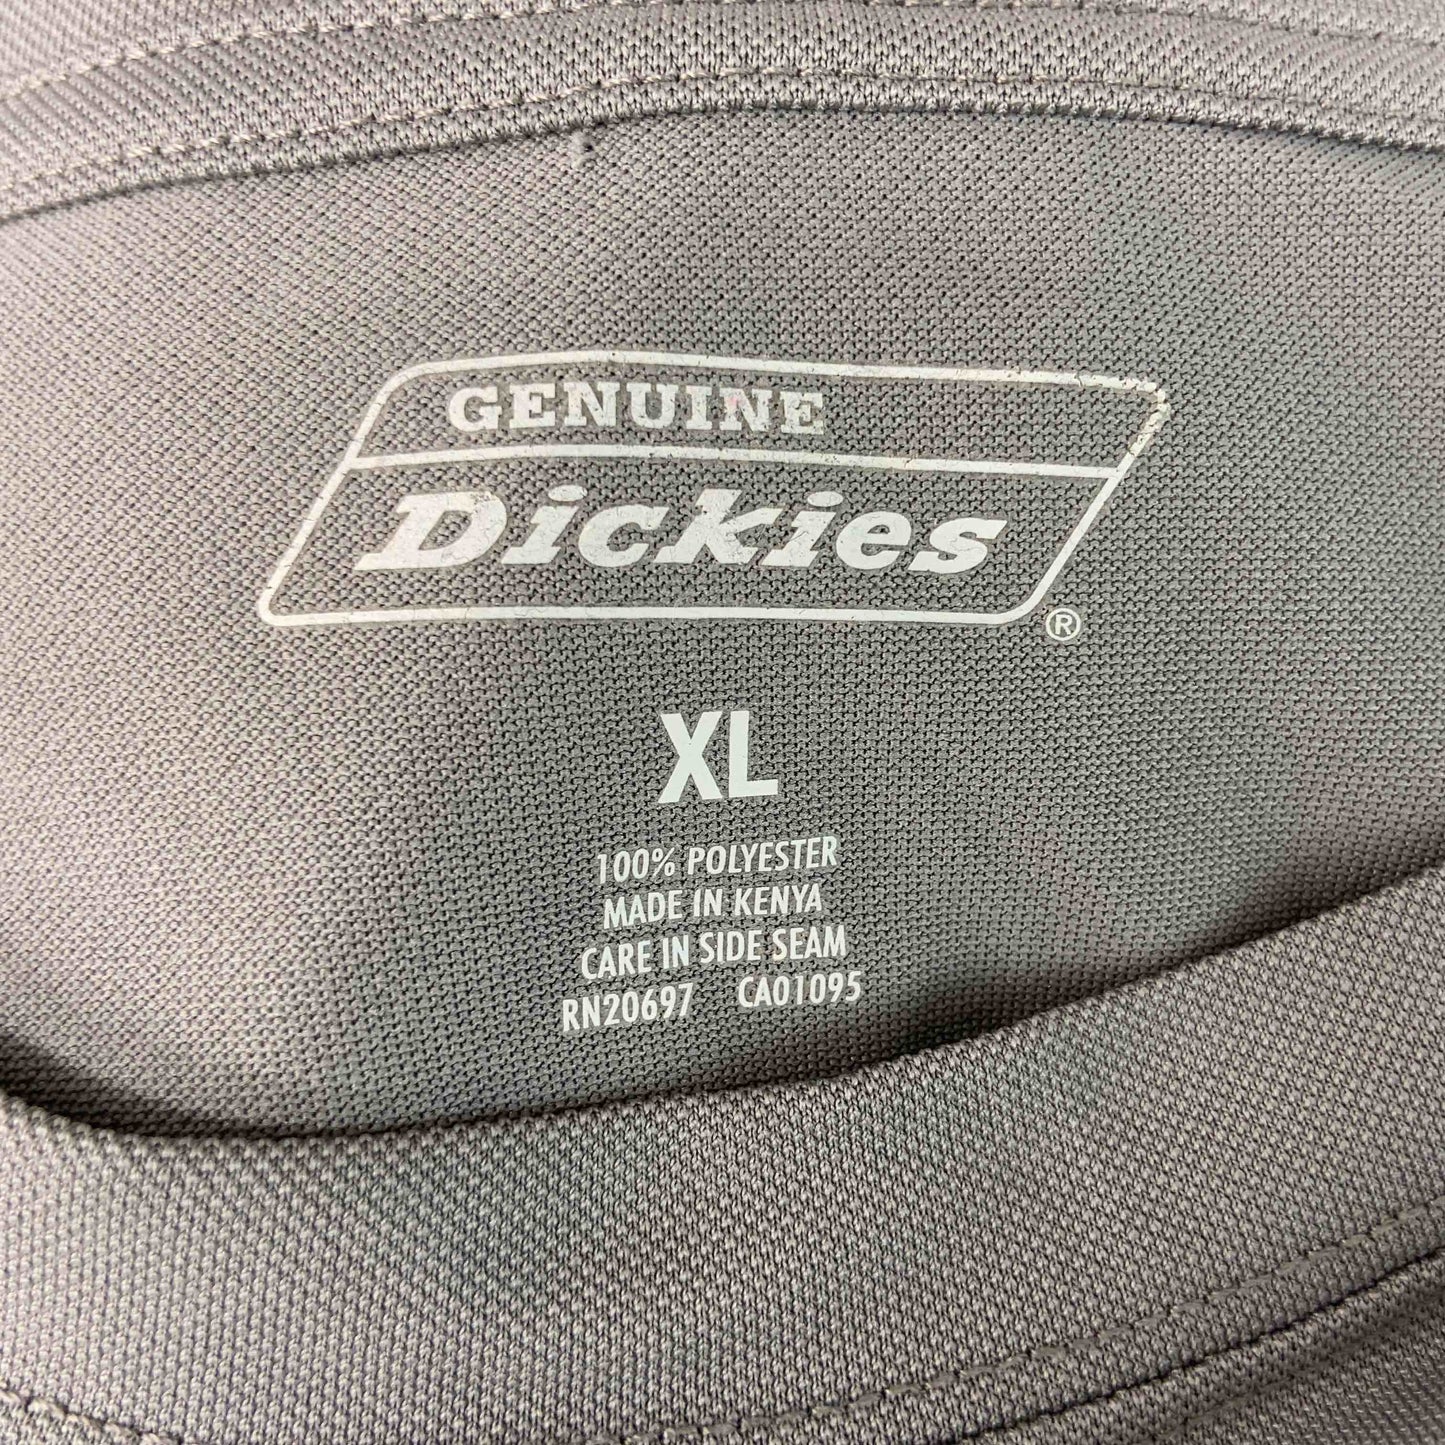 GENUINE
Dickies
®
XL
100% POLYESTER
MADE IN KENYA
CARE IN SIDE SEAM
RN20697 CA01095